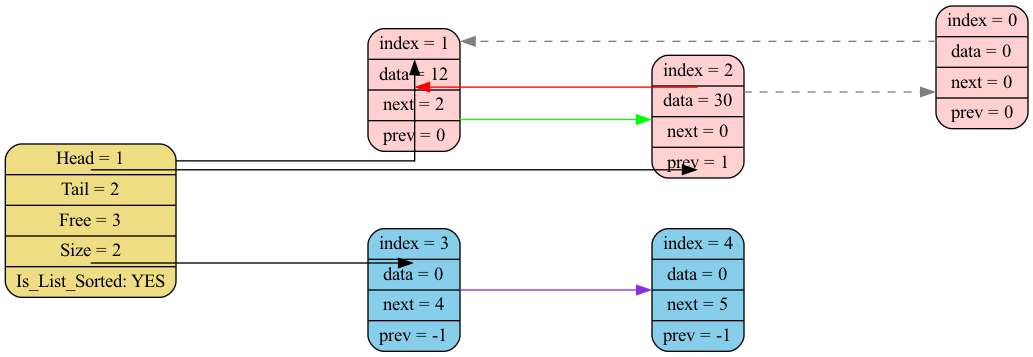 Head = 1
Tail = 2
Free = 3
Size = 2
Is_List_Sorted: YES
index = 1
data = 12
next = 2
prev = 0
index = 2
data = 30
next = 0
prev = 1
index = 0
data = 0
next = 0
prev = 0
index = 3
data = 0
next = 4
prev = -1
index = 4
data = 0
next = 5
prev = -1